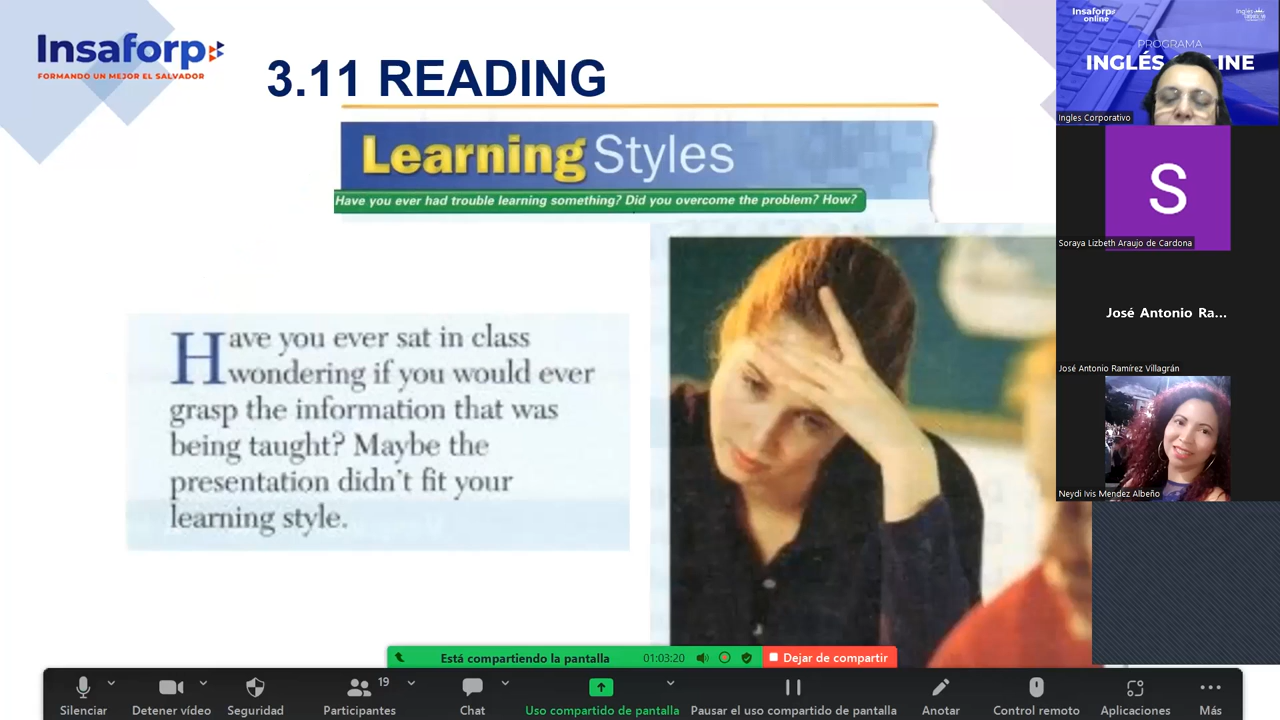 Insaforp
FORMANDO UN MEJOR EL SALVADOR
3.11 READING
Learning Styles
Have you ever had trouble learning something? Did you overcome the problem? How?
Have you ever sat in class
wondering if you would ever
grasp the information that was
being taught? Maybe the
presentation didn't fit your
learning style.
Insaforp
online
PROGRAMA
Ingles Corporativo
S
Soraya Lizbeth Araujo de Cardona
José Antonio Ra...
José Antonio Ramírez Villagrán
Neydi Ivis Mendez Albeño
Está compartiendo la pantalla
01:03:20
Dejar de compartir
Silenciar
Detener vídeo
Seguridad
19
Participantes
Chat
Uso compartido de pantalla
Pausar el uso compartido de pantalla
Anotar
Control remoto
Aplicaciones
Más